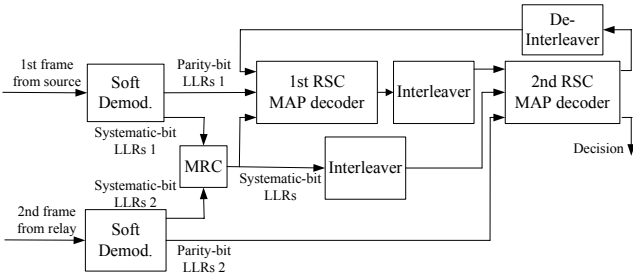 De-
Interleaver
1st frame
from source
Soft
Demod.
Parity-bit
LLRs 1
1st RSC
MAP decoder
Interleaver
2nd RSC
MAP decoder
Systematic-bit
LLRs 1
MRC
Systematic-bit
LLRs
Interleaver
Decision
Systematic-bit
LLRs 2
2nd frame
from relay
Soft
Demod.
Parity-bit
LLRs 2